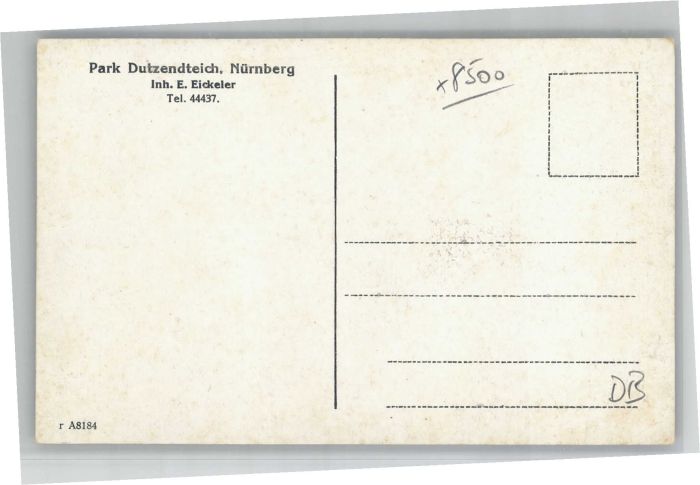 Park Dutzendteich, Nürnberg
Inh. E. Eickeler
Tel. 44437.
x8500
DB
r A8184